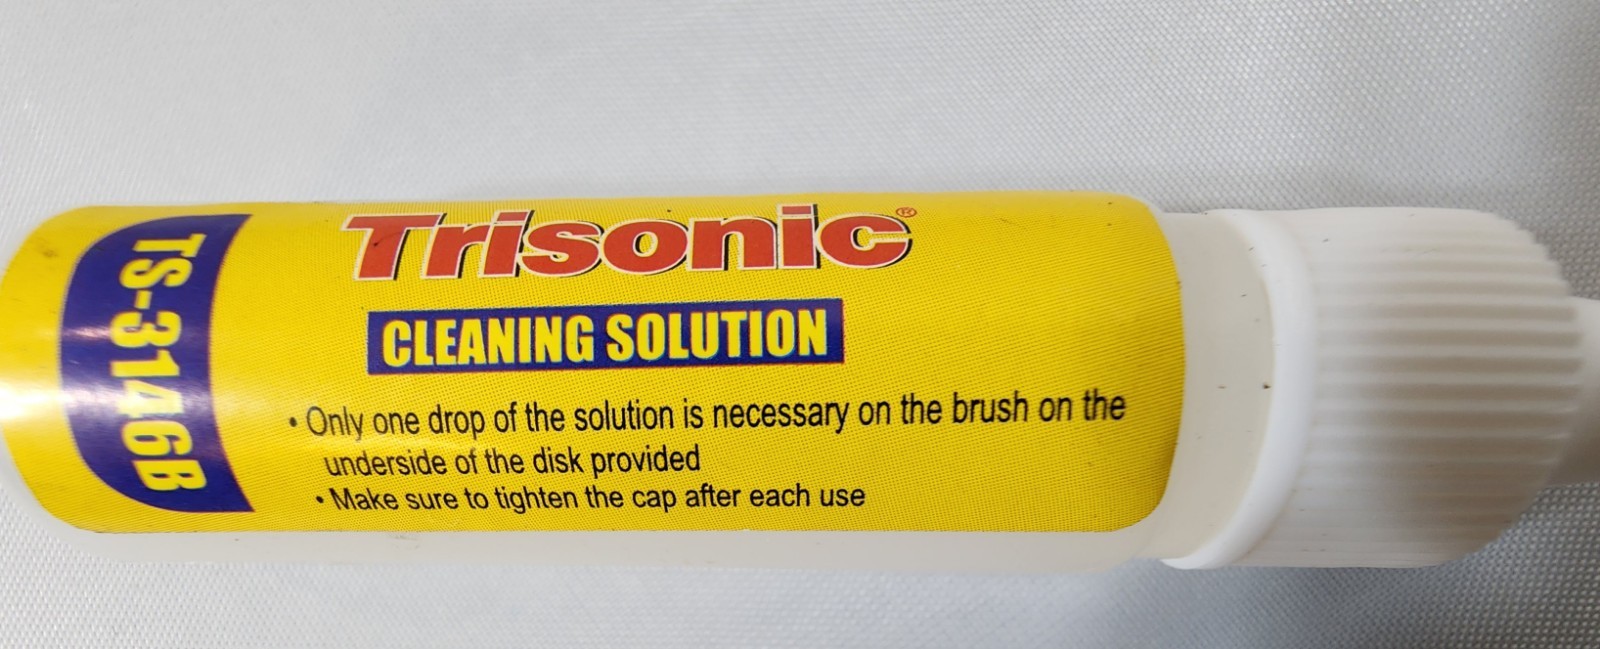 Trisonic®
CLEANING SOLUTION
• Only one drop of the solution is necessary on the brush on the
underside of the disk provided
• Make sure to tighten the cap after each use
TS-3146B